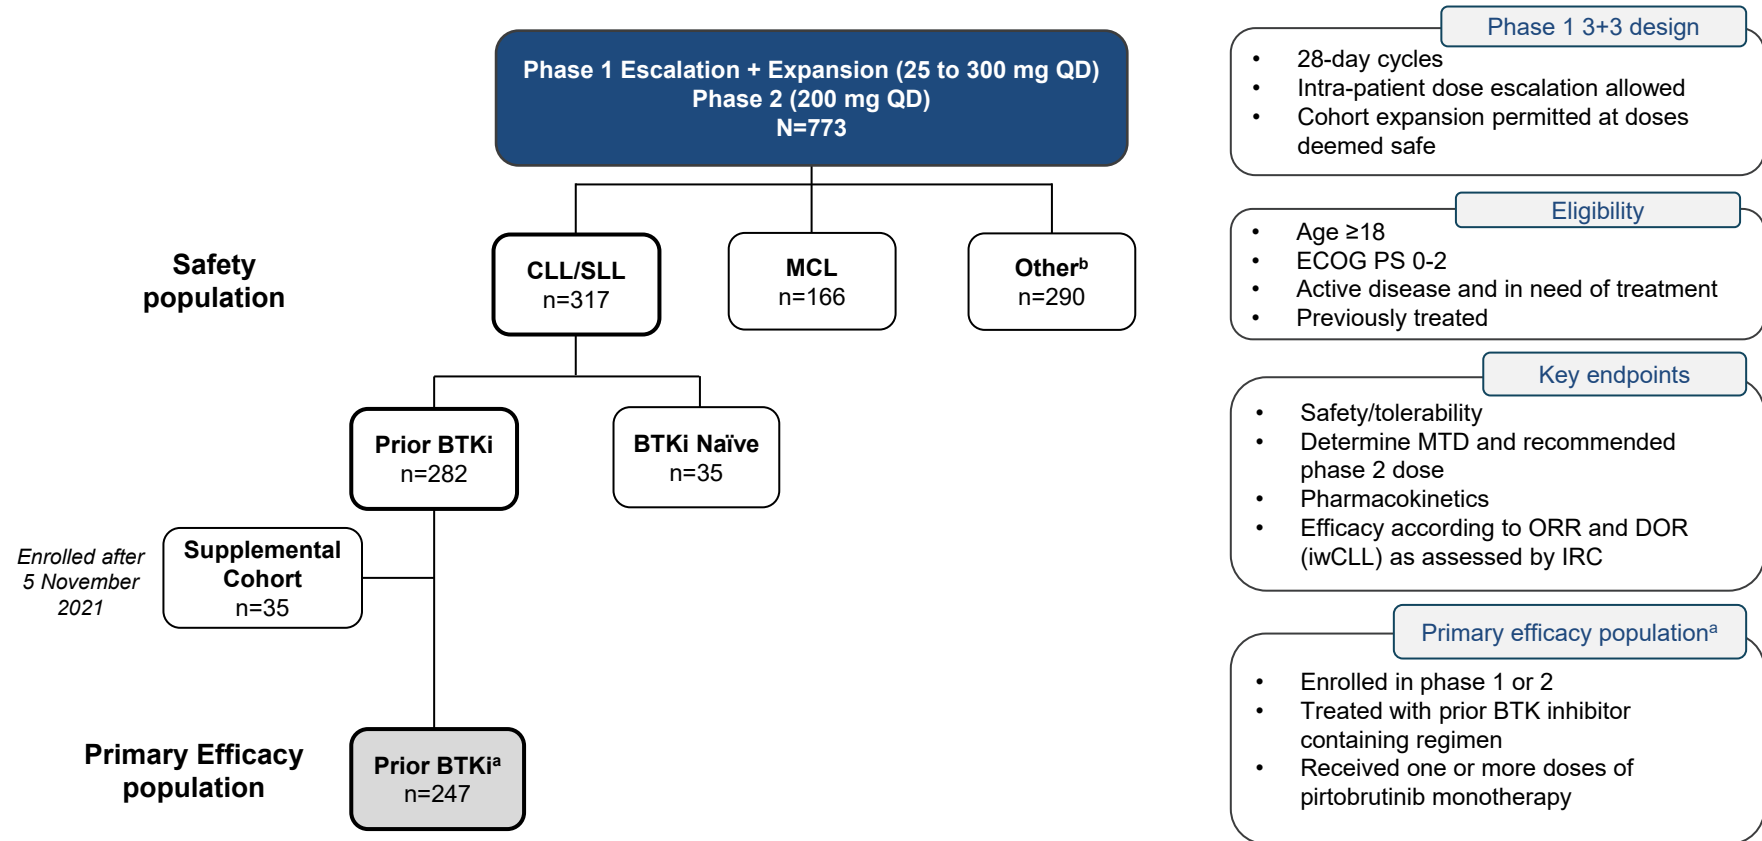 Phase 1 Escalation + Expansion (25 to 300 mg QD)
Phase 2 (200 mg QD)
N=773
Safety
population
CLL/SLL
n=317
MCL
n=166
Otherᵇ
n=290
Prior BTKi
n=282
BTKi Naïve
n=35
Enrolled after
5 November
2021
Supplemental
Cohort
n=35
Primary Efficacy
population
Prior BTKiᵃ
n=247
Phase 1 3+3 design
• 28-day cycles
• Intra-patient dose escalation allowed
• Cohort expansion permitted at doses
deemed safe
Eligibility
• Age ≥18
• ECOG PS 0-2
• Active disease and in need of treatment
• Previously treated
Key endpoints
• Safety/tolerability
• Determine MTD and recommended
phase 2 dose
• Pharmacokinetics
• Efficacy according to ORR and DOR
(iwCLL) as assessed by IRC
Primary efficacy populationᵃ
• Enrolled in phase 1 or 2
• Treated with prior BTK inhibitor
containing regimen
• Received one or more doses of
pirtobrutinib monotherapy